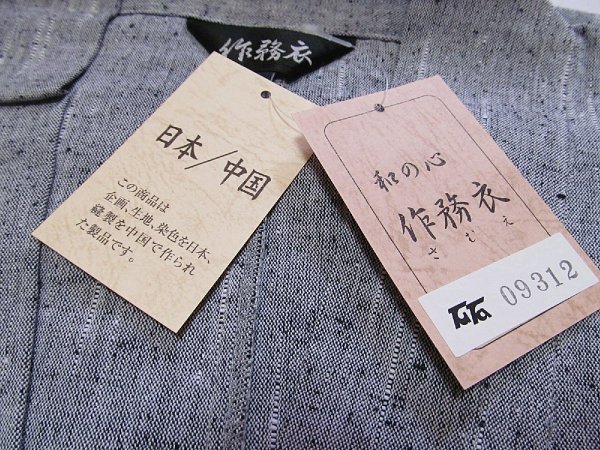 作務衣
日本/中国
この商品は
企画、生地、染色を日本、
縫製を中国で作られ
た製品です。
和の心
作務衣
さむえ
09312